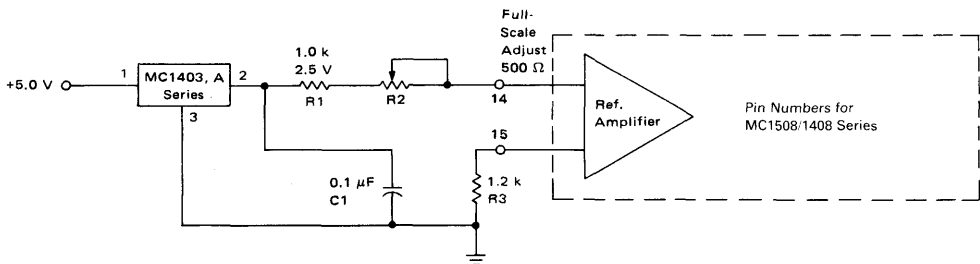 Full-
Scale
Adjust
500 Ω
1.0 k
2.5 V
R1
R2
14
+5.0 V
1
MC1403, A
Series
2
3
Ref.
Amplifier
Pin Numbers for
MC1508/1408 Series
15
0.1 µF
C1
1.2 k
R3